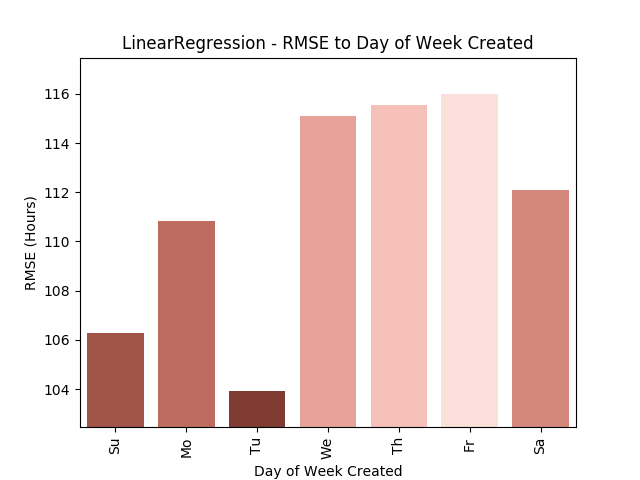 LinearRegression - RMSE to Day of Week Created
RMSE (Hours)
116
114
112
110
108
106
104
Su
Mo
Tu
We
Th
Fr
Sa
Day of Week Created